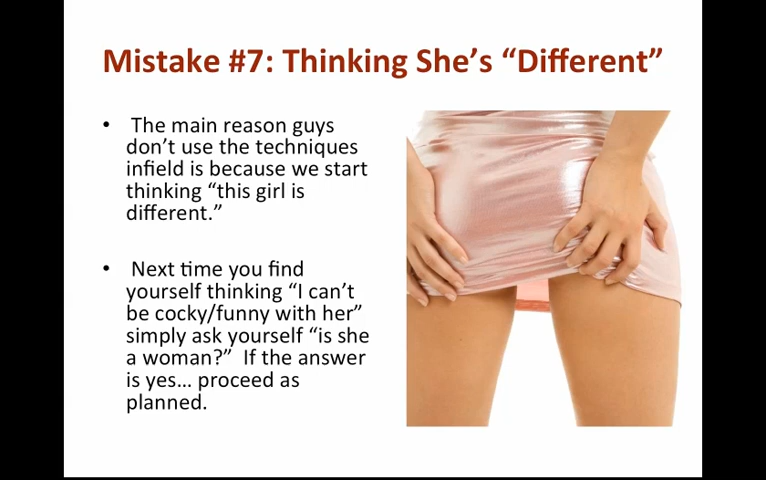 Mistake #7: Thinking She's “Different”
• The main reason guys
don't use the techniques
infield is because we start
thinking “this girl is
different.”
• Next time you find
yourself thinking “I can't
be cocky/funny with her”
simply ask yourself “is she
a woman?” If the answer
is yes... proceed as
planned.